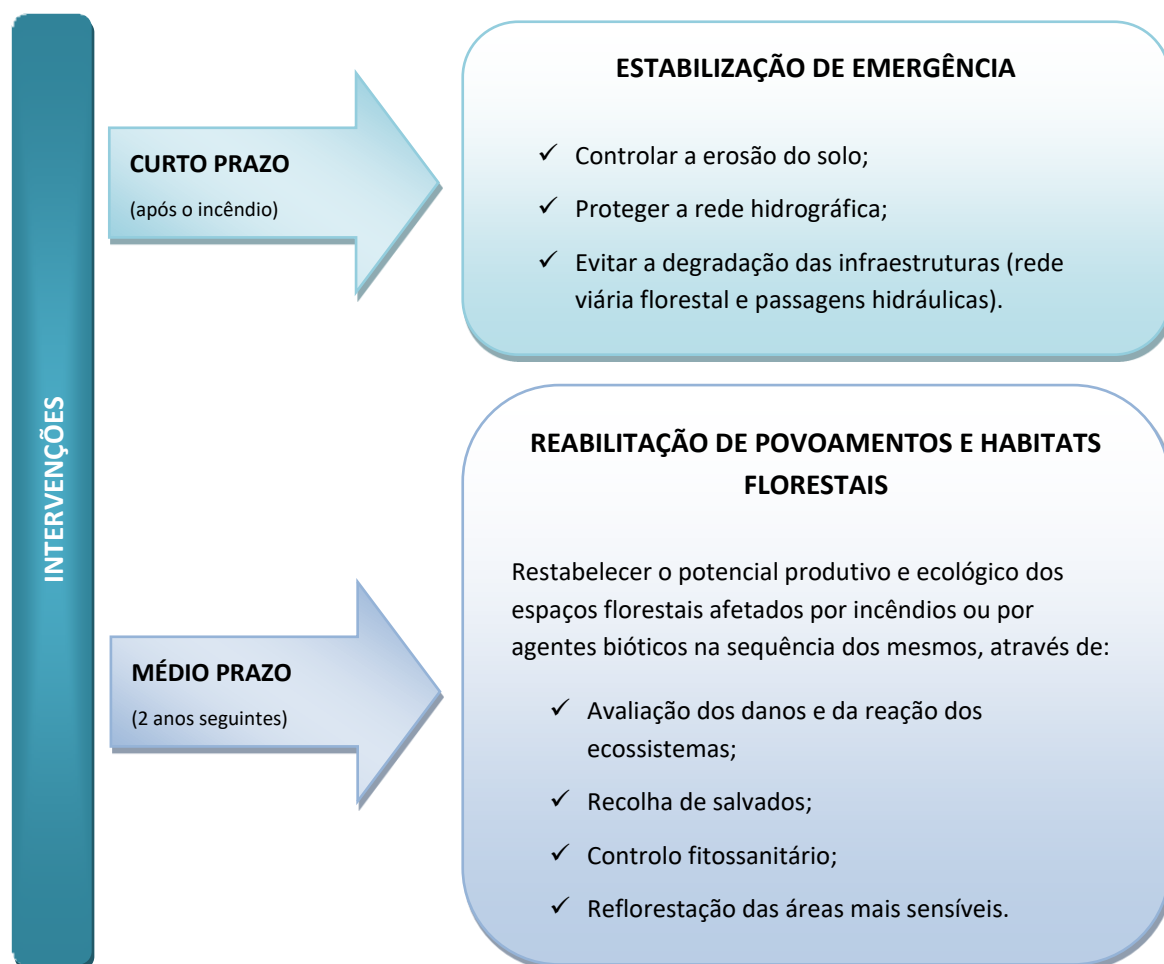 INTERVENÇÕES
CURTO PRAZO
(após o incêndio)
ESTABILIZAÇÃO DE EMERGÊNCIA
✓ Controlar a erosão do solo;
✓ Proteger a rede hidrográfica;
✓ Evitar a degradação das infraestruturas (rede
viária florestal e passagens hidráulicas).
MÉDIO PRAZO
(2 anos seguintes)
REABILITAÇÃO DE POVOAMENTOS E HABITATS
FLORESTAIS
Restabelecer o potencial produtivo e ecológico dos
espaços florestais afetados por incêndios ou por
agentes bióticos na sequência dos mesmos, através de:
✓ Avaliação dos danos e da reação dos
ecossistemas;
✓ Recolha de salvados;
✓ Controlo fitossanitário;
✓ Reflorestação das áreas mais sensíveis.